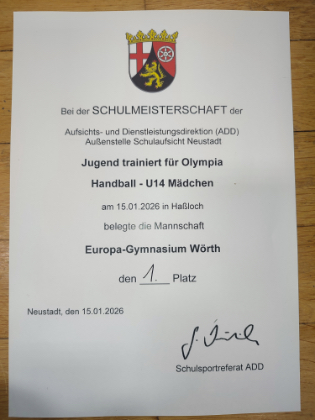 Bei der SCHULMEISTERSCHAFT der
Aufsichts- und Dienstleistungsdirektion (ADD)
Außenstelle Schulaufsicht Neustadt
Jugend trainiert für Olympia
Handball - U14 Mädchen
am 15.01.2026 in Haßloch
belegte die Mannschaft
Europa-Gymnasium Wörth
den 1. Platz
Neustadt, den 15.01.2026
Schulsportreferat ADD